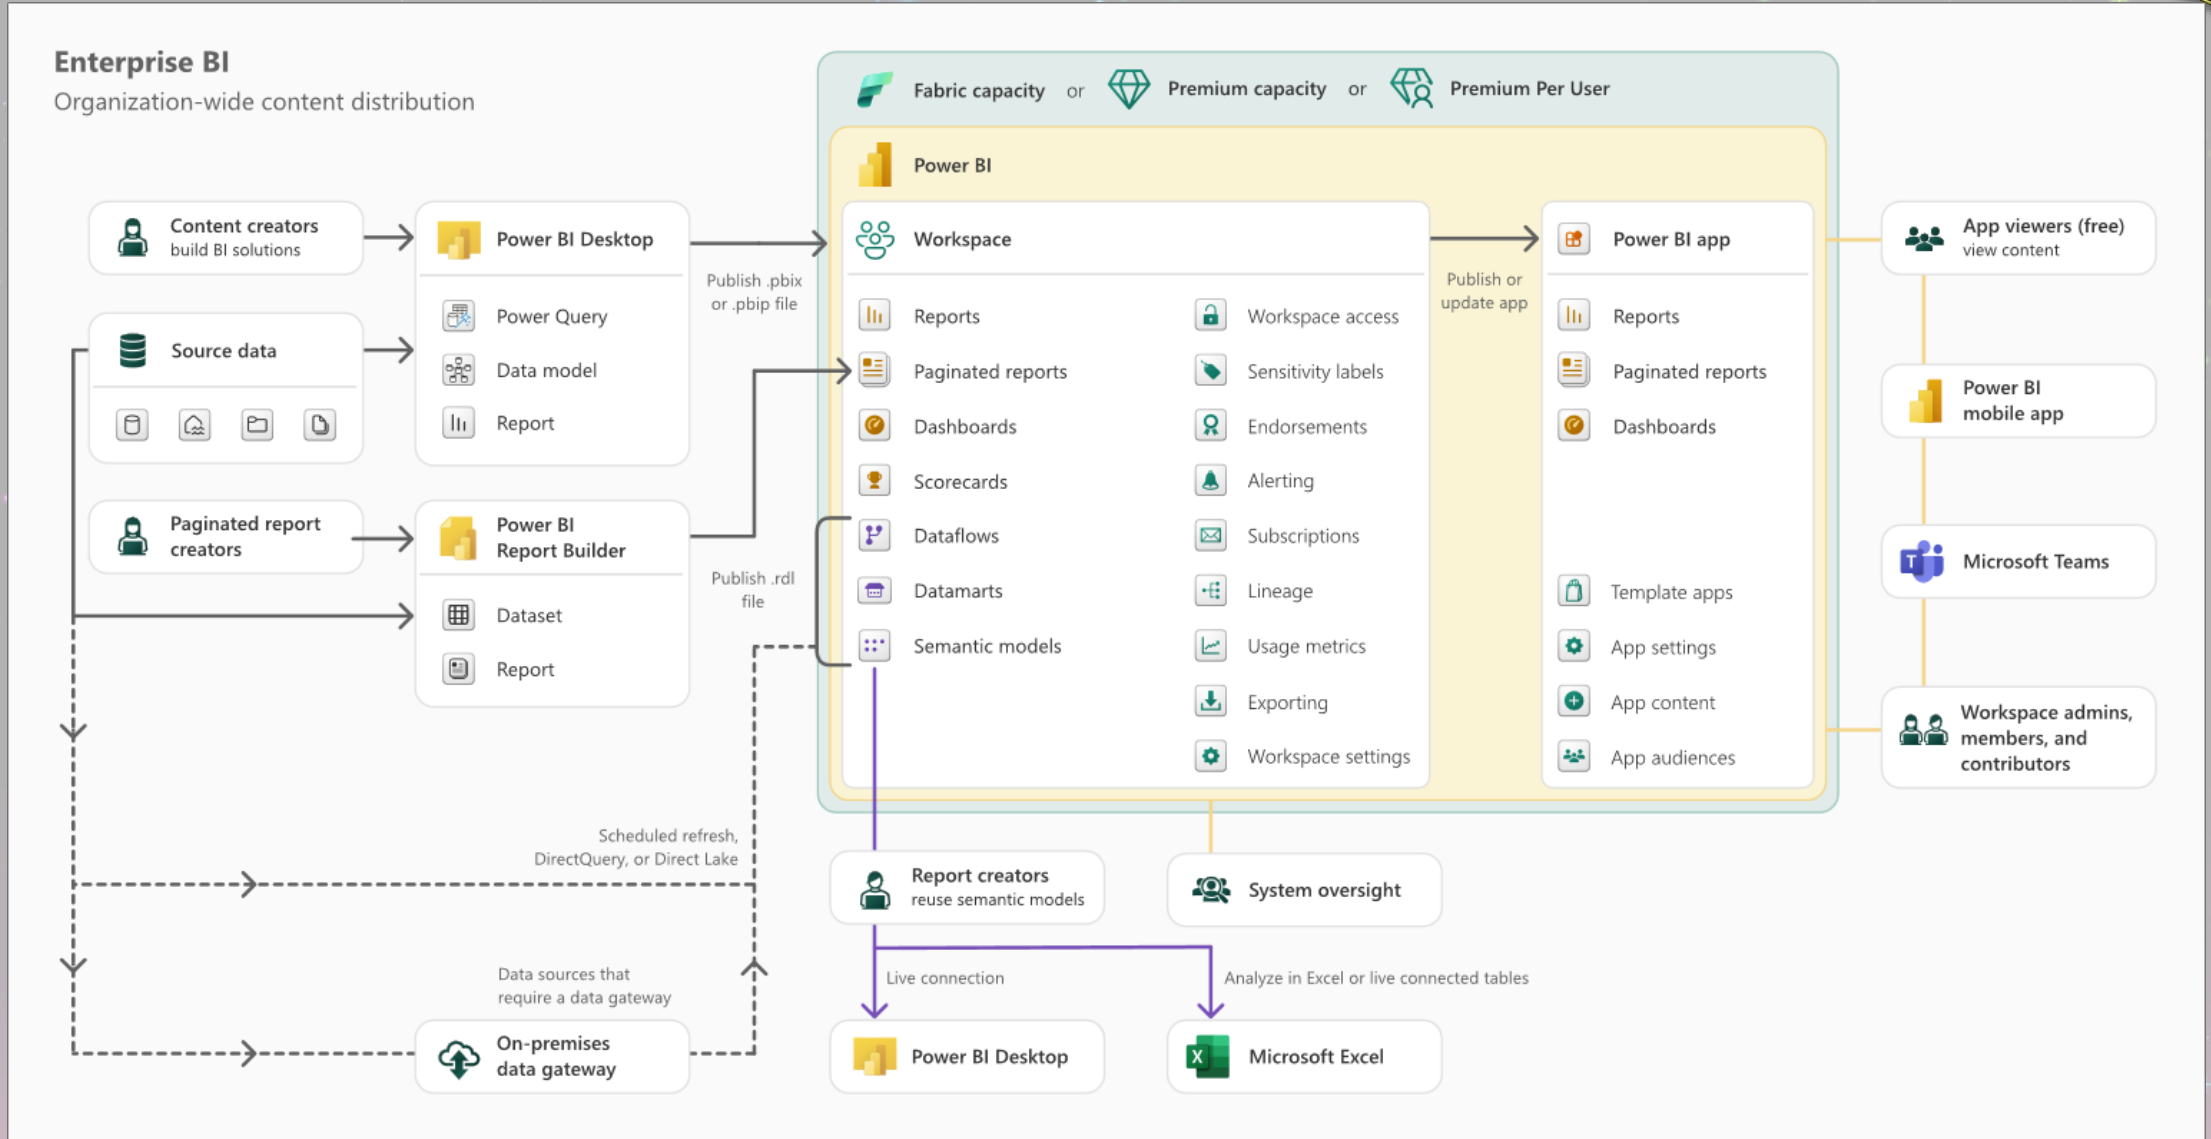 Enterprise BI
Organization-wide content distribution
Fabric capacity or Premium capacity or Premium Per User
Power BI
Content creators
build BI solutions
Source data
Paginated report
creators
Power BI Desktop
Power Query
Data model
Report
Power BI
Report Builder
Dataset
Report
Publish .pbix
or .pbip file
Publish .rdl
file
Workspace
Reports
Paginated reports
Dashboards
Scorecards
Dataflows
Datamarts
Semantic models
Workspace access
Sensitivity labels
Endorsements
Alerting
Subscriptions
Lineage
Usage metrics
Exporting
Workspace settings
Publish or
update app
Power BI app
Reports
Paginated reports
Dashboards
Template apps
App settings
App content
App audiences
App viewers (free)
view content
Power BI
mobile app
T
Microsoft Teams
Workspace admins,
members, and
contributors
Scheduled refresh,
DirectQuery, or Direct Lake
Data sources that
require a data gateway
On-premises
data gateway
Report creators
reuse semantic models
System oversight
Live connection
Analyze in Excel or live connected tables
Power BI Desktop
X
Microsoft Excel